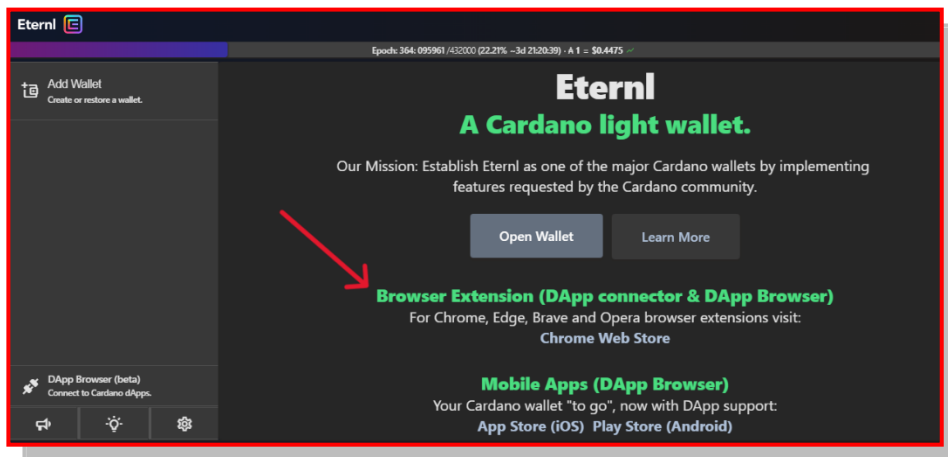 Eternl
Epoch: 364: 095961 /432000 (22.21% ~3d 21:20:39) · ₳ 1 = $0.4475
Add Wallet
Create or restore a wallet.
Eternl
A Cardano light wallet.
Our Mission: Establish Eternl as one of the major Cardano wallets by implementing
features requested by the Cardano community.
Open Wallet
Learn More
Browser Extension (DApp connector & DApp Browser)
For Chrome, Edge, Brave and Opera browser extensions visit:
Chrome Web Store
Mobile Apps (DApp Browser)
Your Cardano wallet "to go", now with DApp support:
App Store (iOS) Play Store (Android)
DApp Browser (beta)
Connect to Cardano dApps.